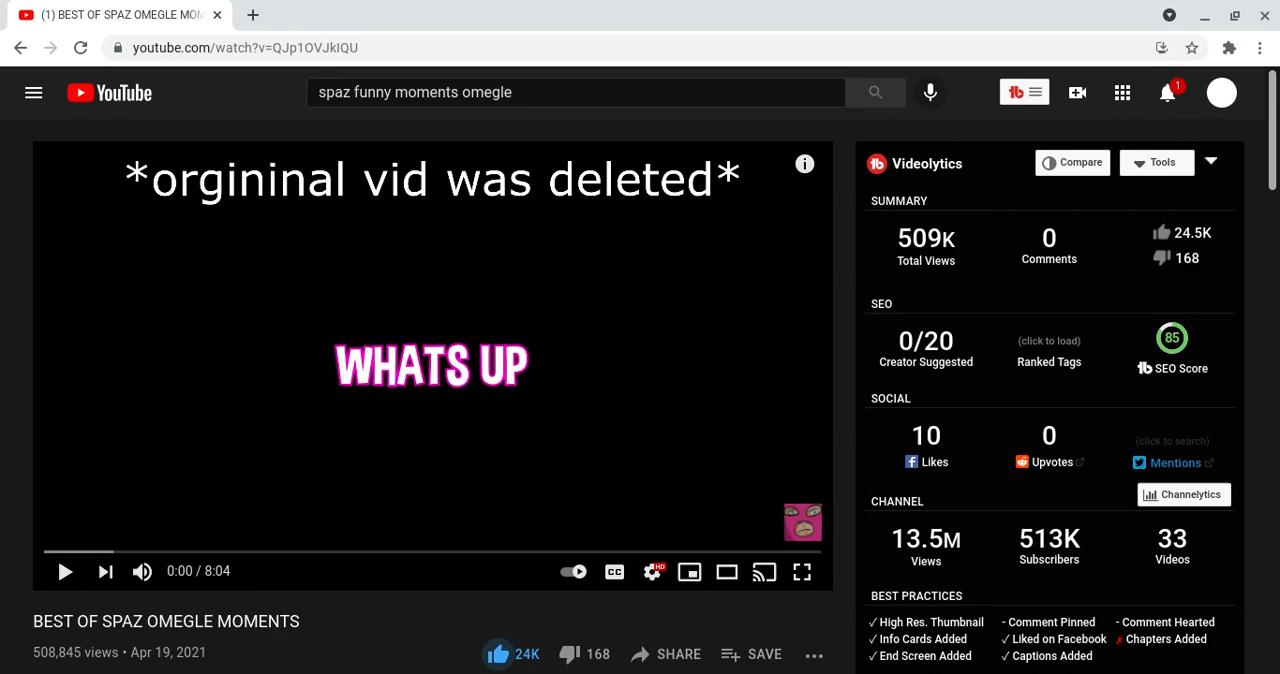 (1) BEST OF SPAZ OMEGLE MOM
youtube.com/watch?v=QJp1OVJkIQU
YouTube
spaz funny moments omegle
1
*orgininal vid was deleted*
WHATS UP
0:00 / 8:04
CC
HD
BEST OF SPAZ OMEGLE MOMENTS
508,845 views • Apr 19, 2021
24K
168
SHARE
SAVE
Videolytics
Compare
Tools
SUMMARY
509K
Total Views
0
Comments
24.5K
168
SEO
0/20
Creator Suggested
(click to load)
Ranked Tags
85
SEO Score
SOCIAL
10
Likes
0
Upvotes
(click to search)
Mentions
Channelytics
CHANNEL
13.5M
Views
513K
Subscribers
33
Videos
BEST PRACTICES
✓ High Res. Thumbnail
- Comment Pinned
- Comment Hearted
✓ Info Cards Added
✓ Liked on Facebook
✗ Chapters Added
✓ End Screen Added
✓ Captions Added